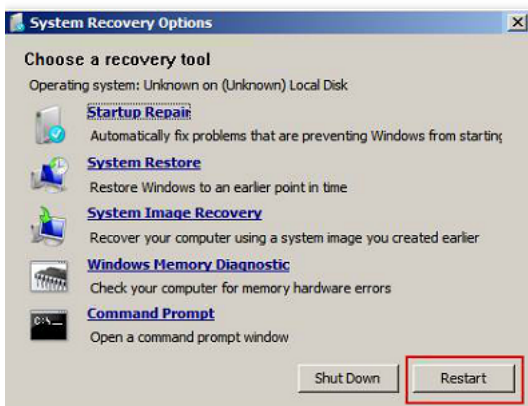 System Recovery Options
Choose a recovery tool
Operating system: Unknown on (Unknown) Local Disk
Startup Repair
Automatically fix problems that are preventing Windows from starting
System Restore
Restore Windows to an earlier point in time
System Image Recovery
Recover your computer using a system image you created earlier
Windows Memory Diagnostic
Check your computer for memory hardware errors
C:\_
Command Prompt
Open a command prompt window
Shut Down
Restart